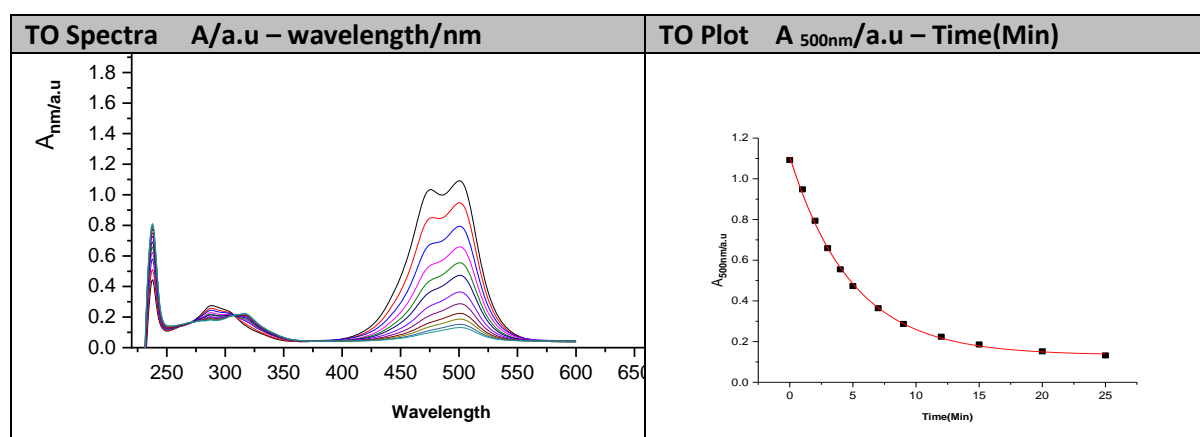 TO Spectra A/a.u – wavelength/nm
TO Plot A 500nm/a.u – Time(Min)
Anm/a.u
1.8
1.6
1.4
1.2
1.0
0.8
0.6
0.4
0.2
0.0
250 300 350 400 450 500 550 600 650
Wavelength
A500nm/a.u
1.2
1.0
0.8
0.6
0.4
0.2
0.0
0 5 10 15 20 25
Time(Min)